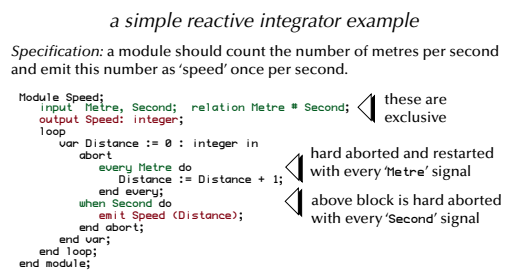 a simple reactive integrator example
Specification: a module should count the number of metres per second
and emit this number as ‘speed’ once per second.
Module Speed;
input Metre, Second; relation Metre # Second;
output Speed: integer;
loop
var Distance := 0 : integer in
abort
every Metre do
Distance := Distance + 1;
end every;
when Second do
emit Speed (Distance);
end abort;
end var;
end loop;
end module;
these are
exclusive
hard aborted and restarted
with every ‘Metre’ signal
above block is hard aborted
with every ‘Second’ signal